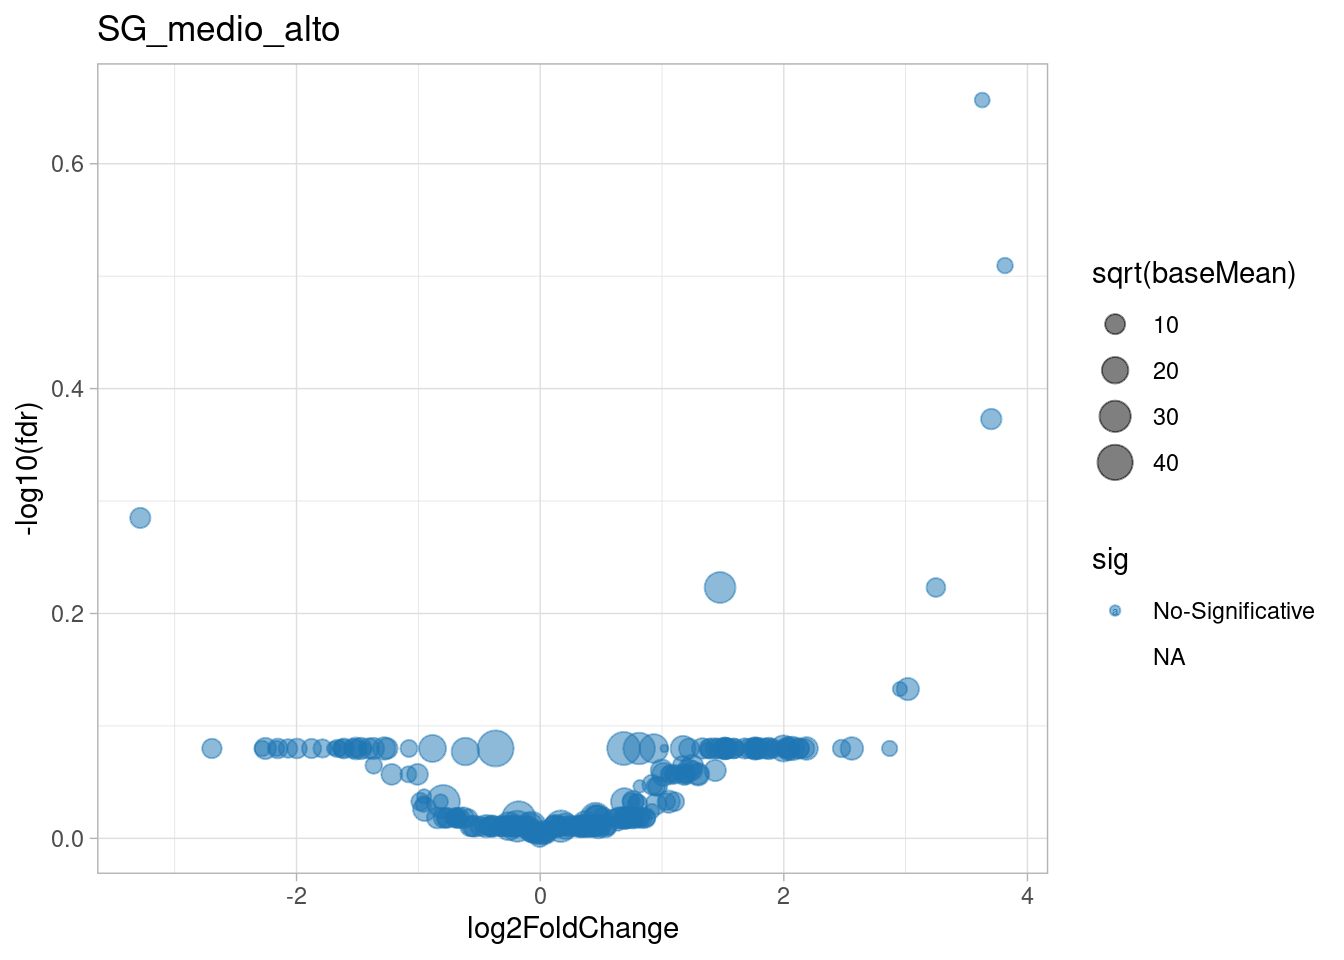 SG_medio_alto
-log10(fdr)
0.6
0.4
0.2
0.0
-2
0
2
4
log2FoldChange
sqrt(baseMean)
10
20
30
40
sig
a No-Significative
NA